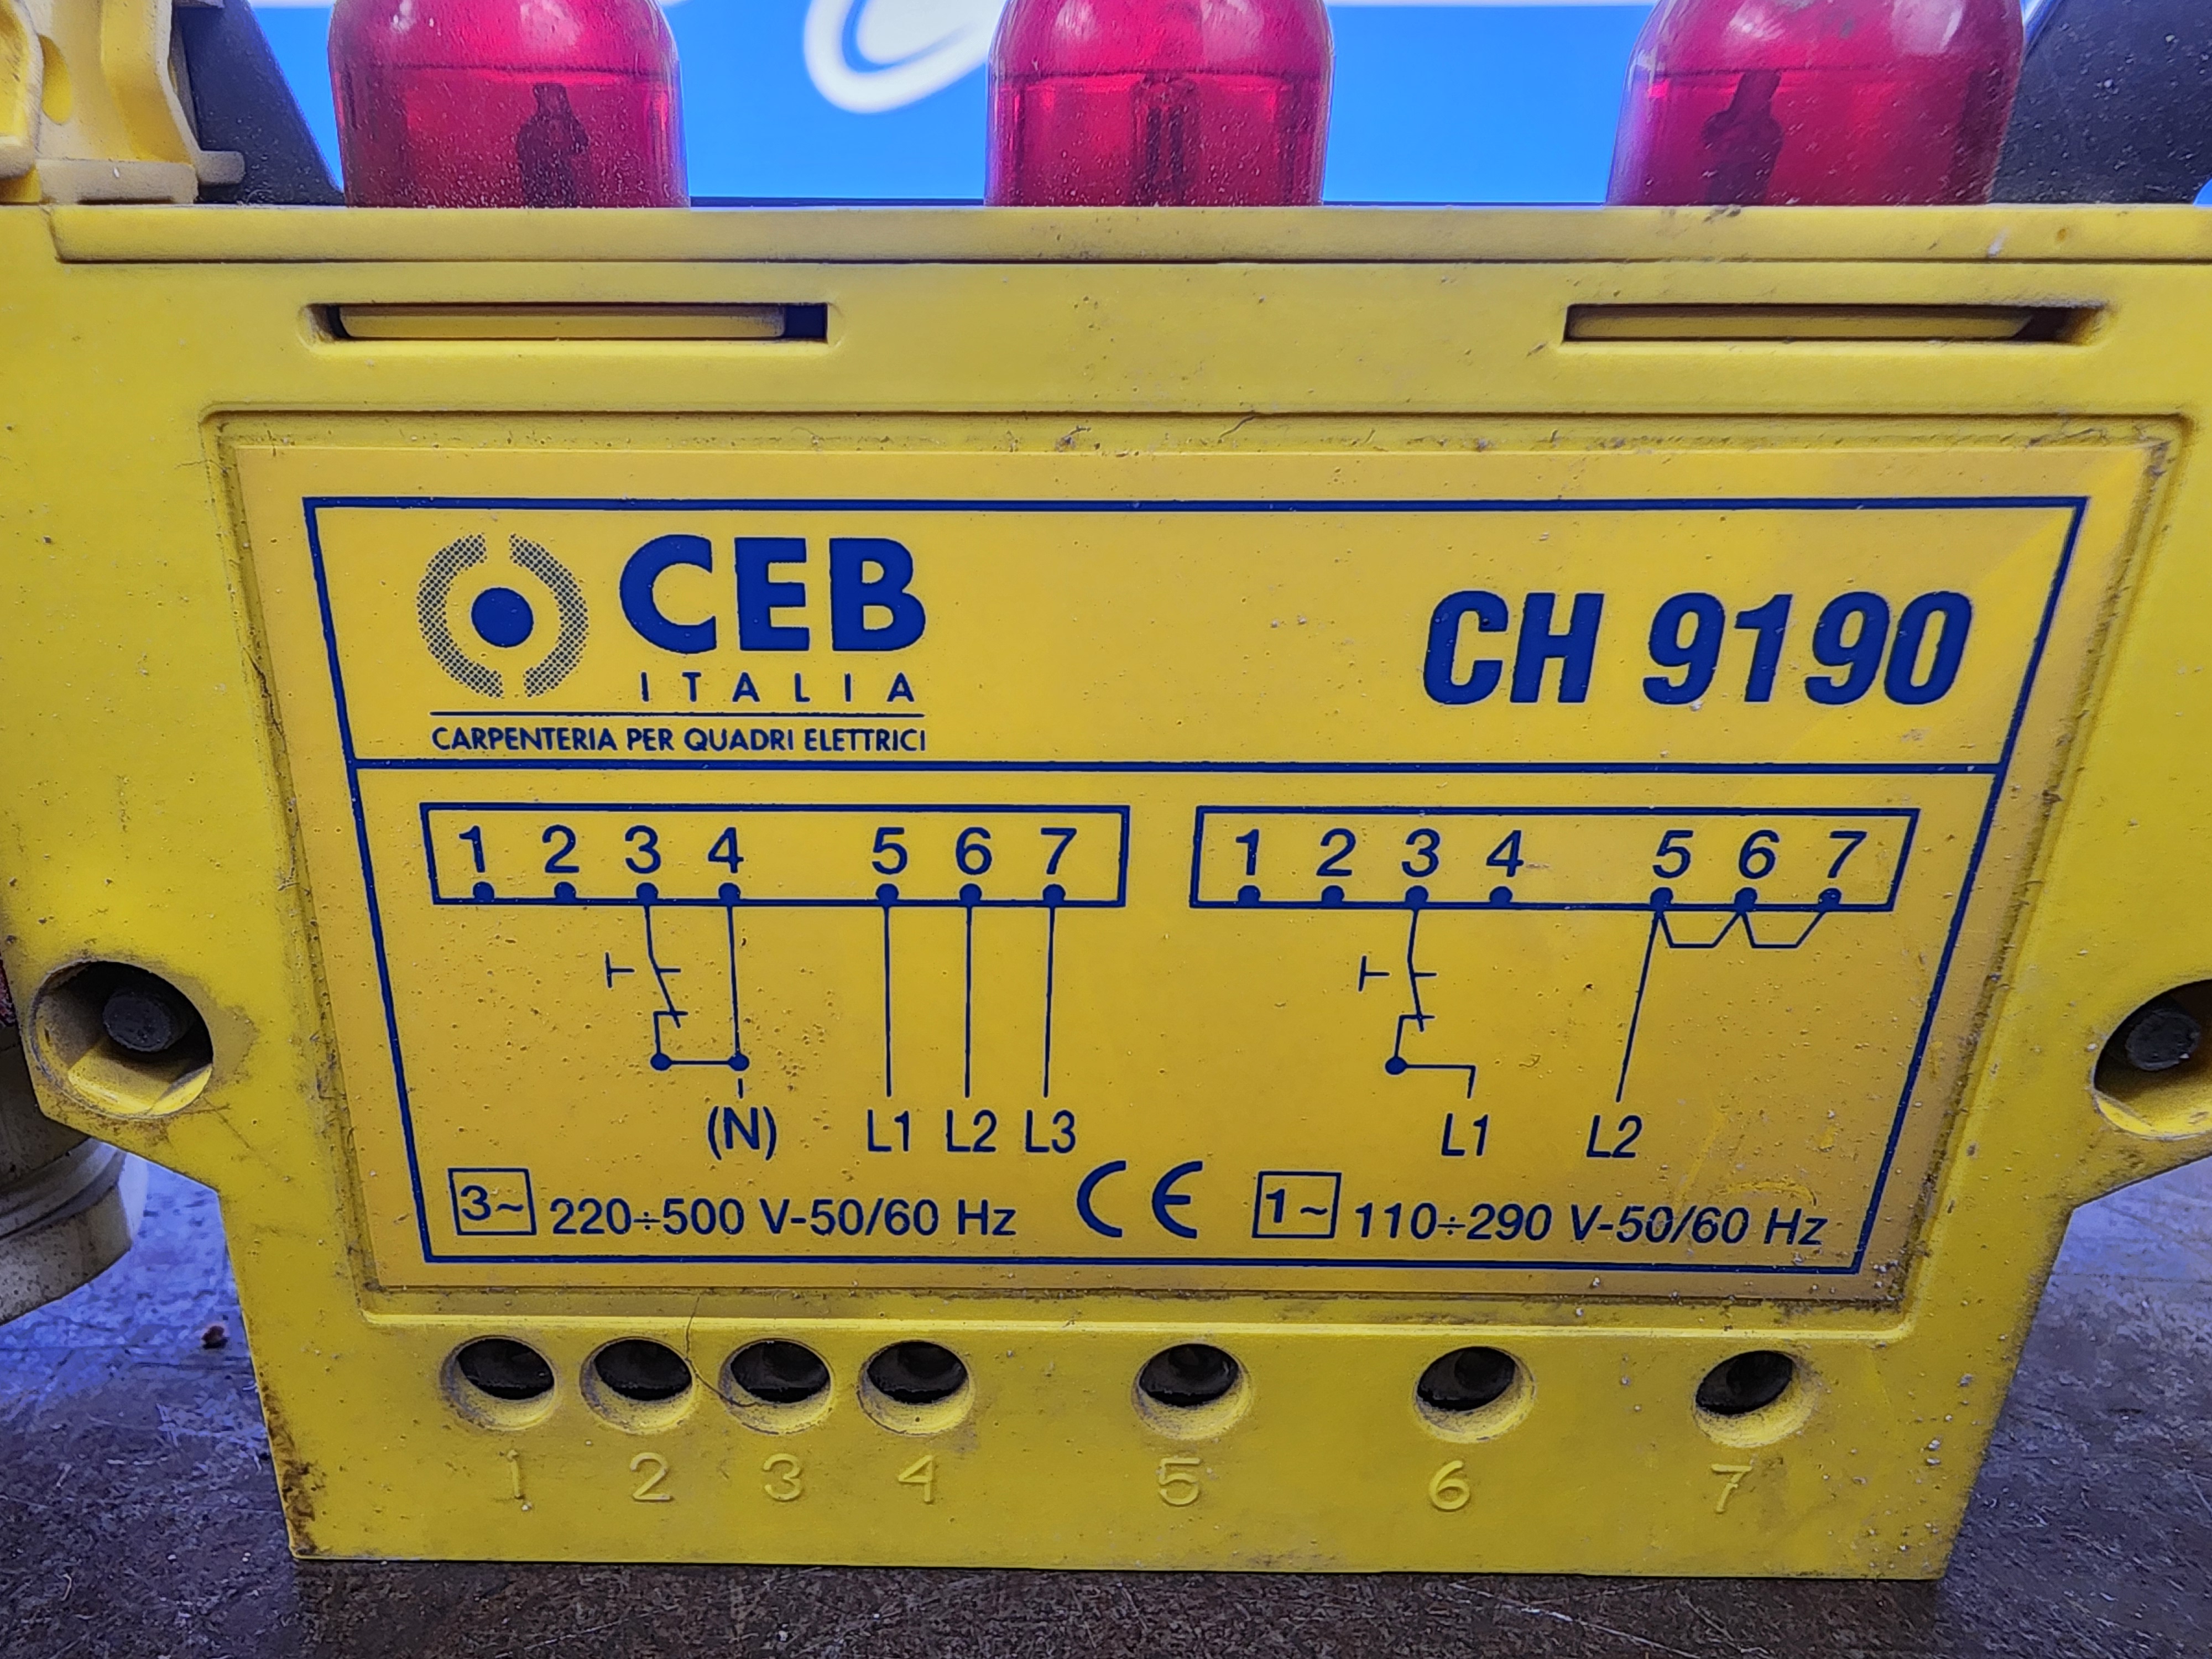 CEB
ITALIA
CARPENTERIA PER QUADRI ELETTRICI
CH 9190
1 2 3 4 5 6 7
(N) L1 L2 L3
3~ 220÷500 V-50/60 Hz
CE
1 2 3 4 5 6 7
L1 L2
1~ 110÷290 V-50/60 Hz
1 2 3 4 5 6 7